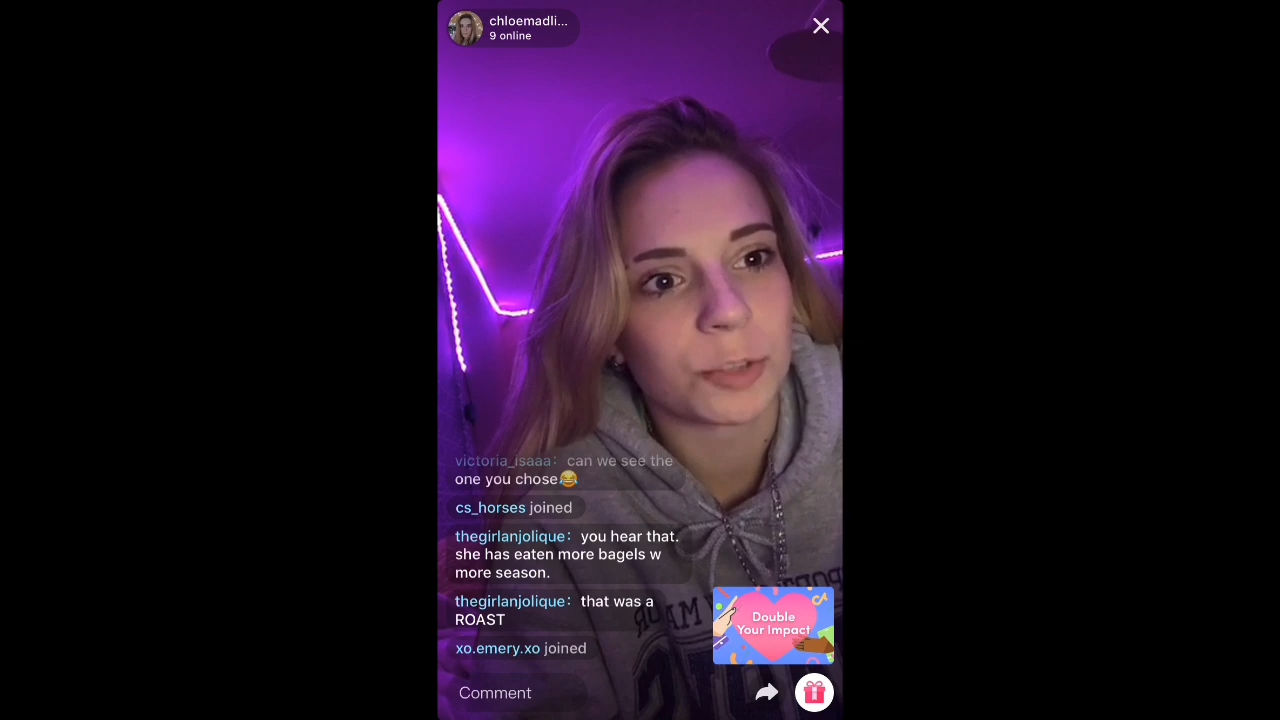 chloemadli...
9 online
victoria_isaaa: can we see the
one you chose😂
cs_horses joined
thegirlanjolique: you hear that.
she has eaten more bagels w
more season.
thegirlanjolique: that was a
ROAST
Double
Your Impact
xo.emery.xo joined
Comment